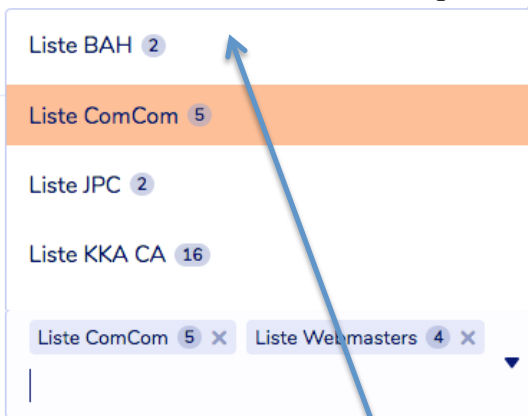 Liste BAH 2
Liste ComCom 5
Liste JPC 2
Liste KKA CA 16
Liste ComCom 5 × Liste Webmasters 4 ×